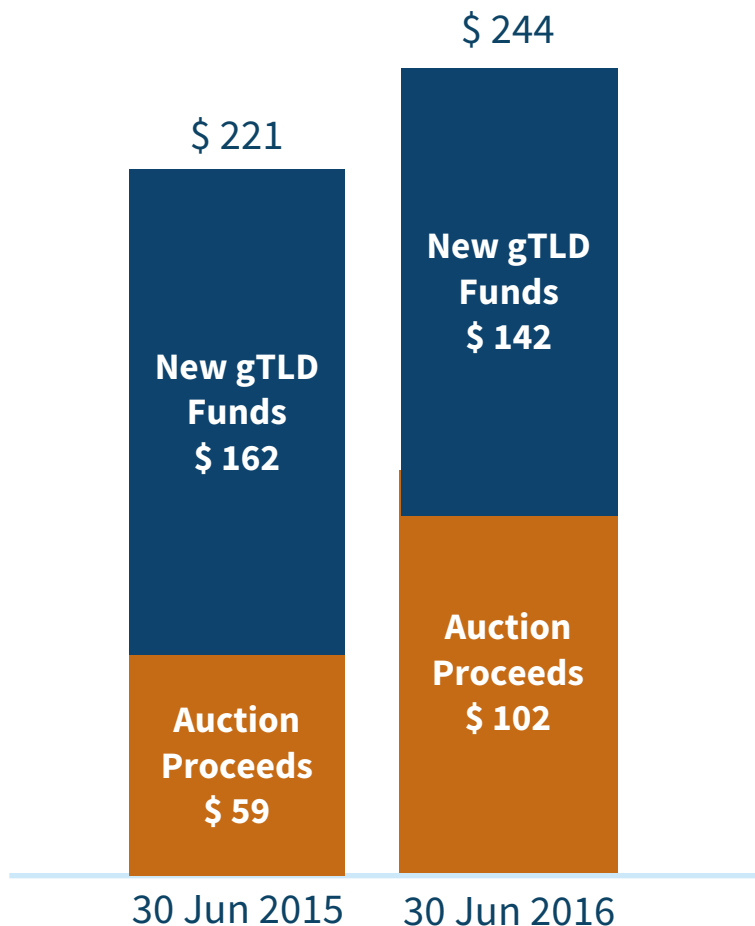 $ 244
$ 221
New gTLD
Funds
$ 142
New gTLD
Funds
$ 162
Auction
Proceeds
$ 102
Auction
Proceeds
$ 59
30 Jun 2015
30 Jun 2016